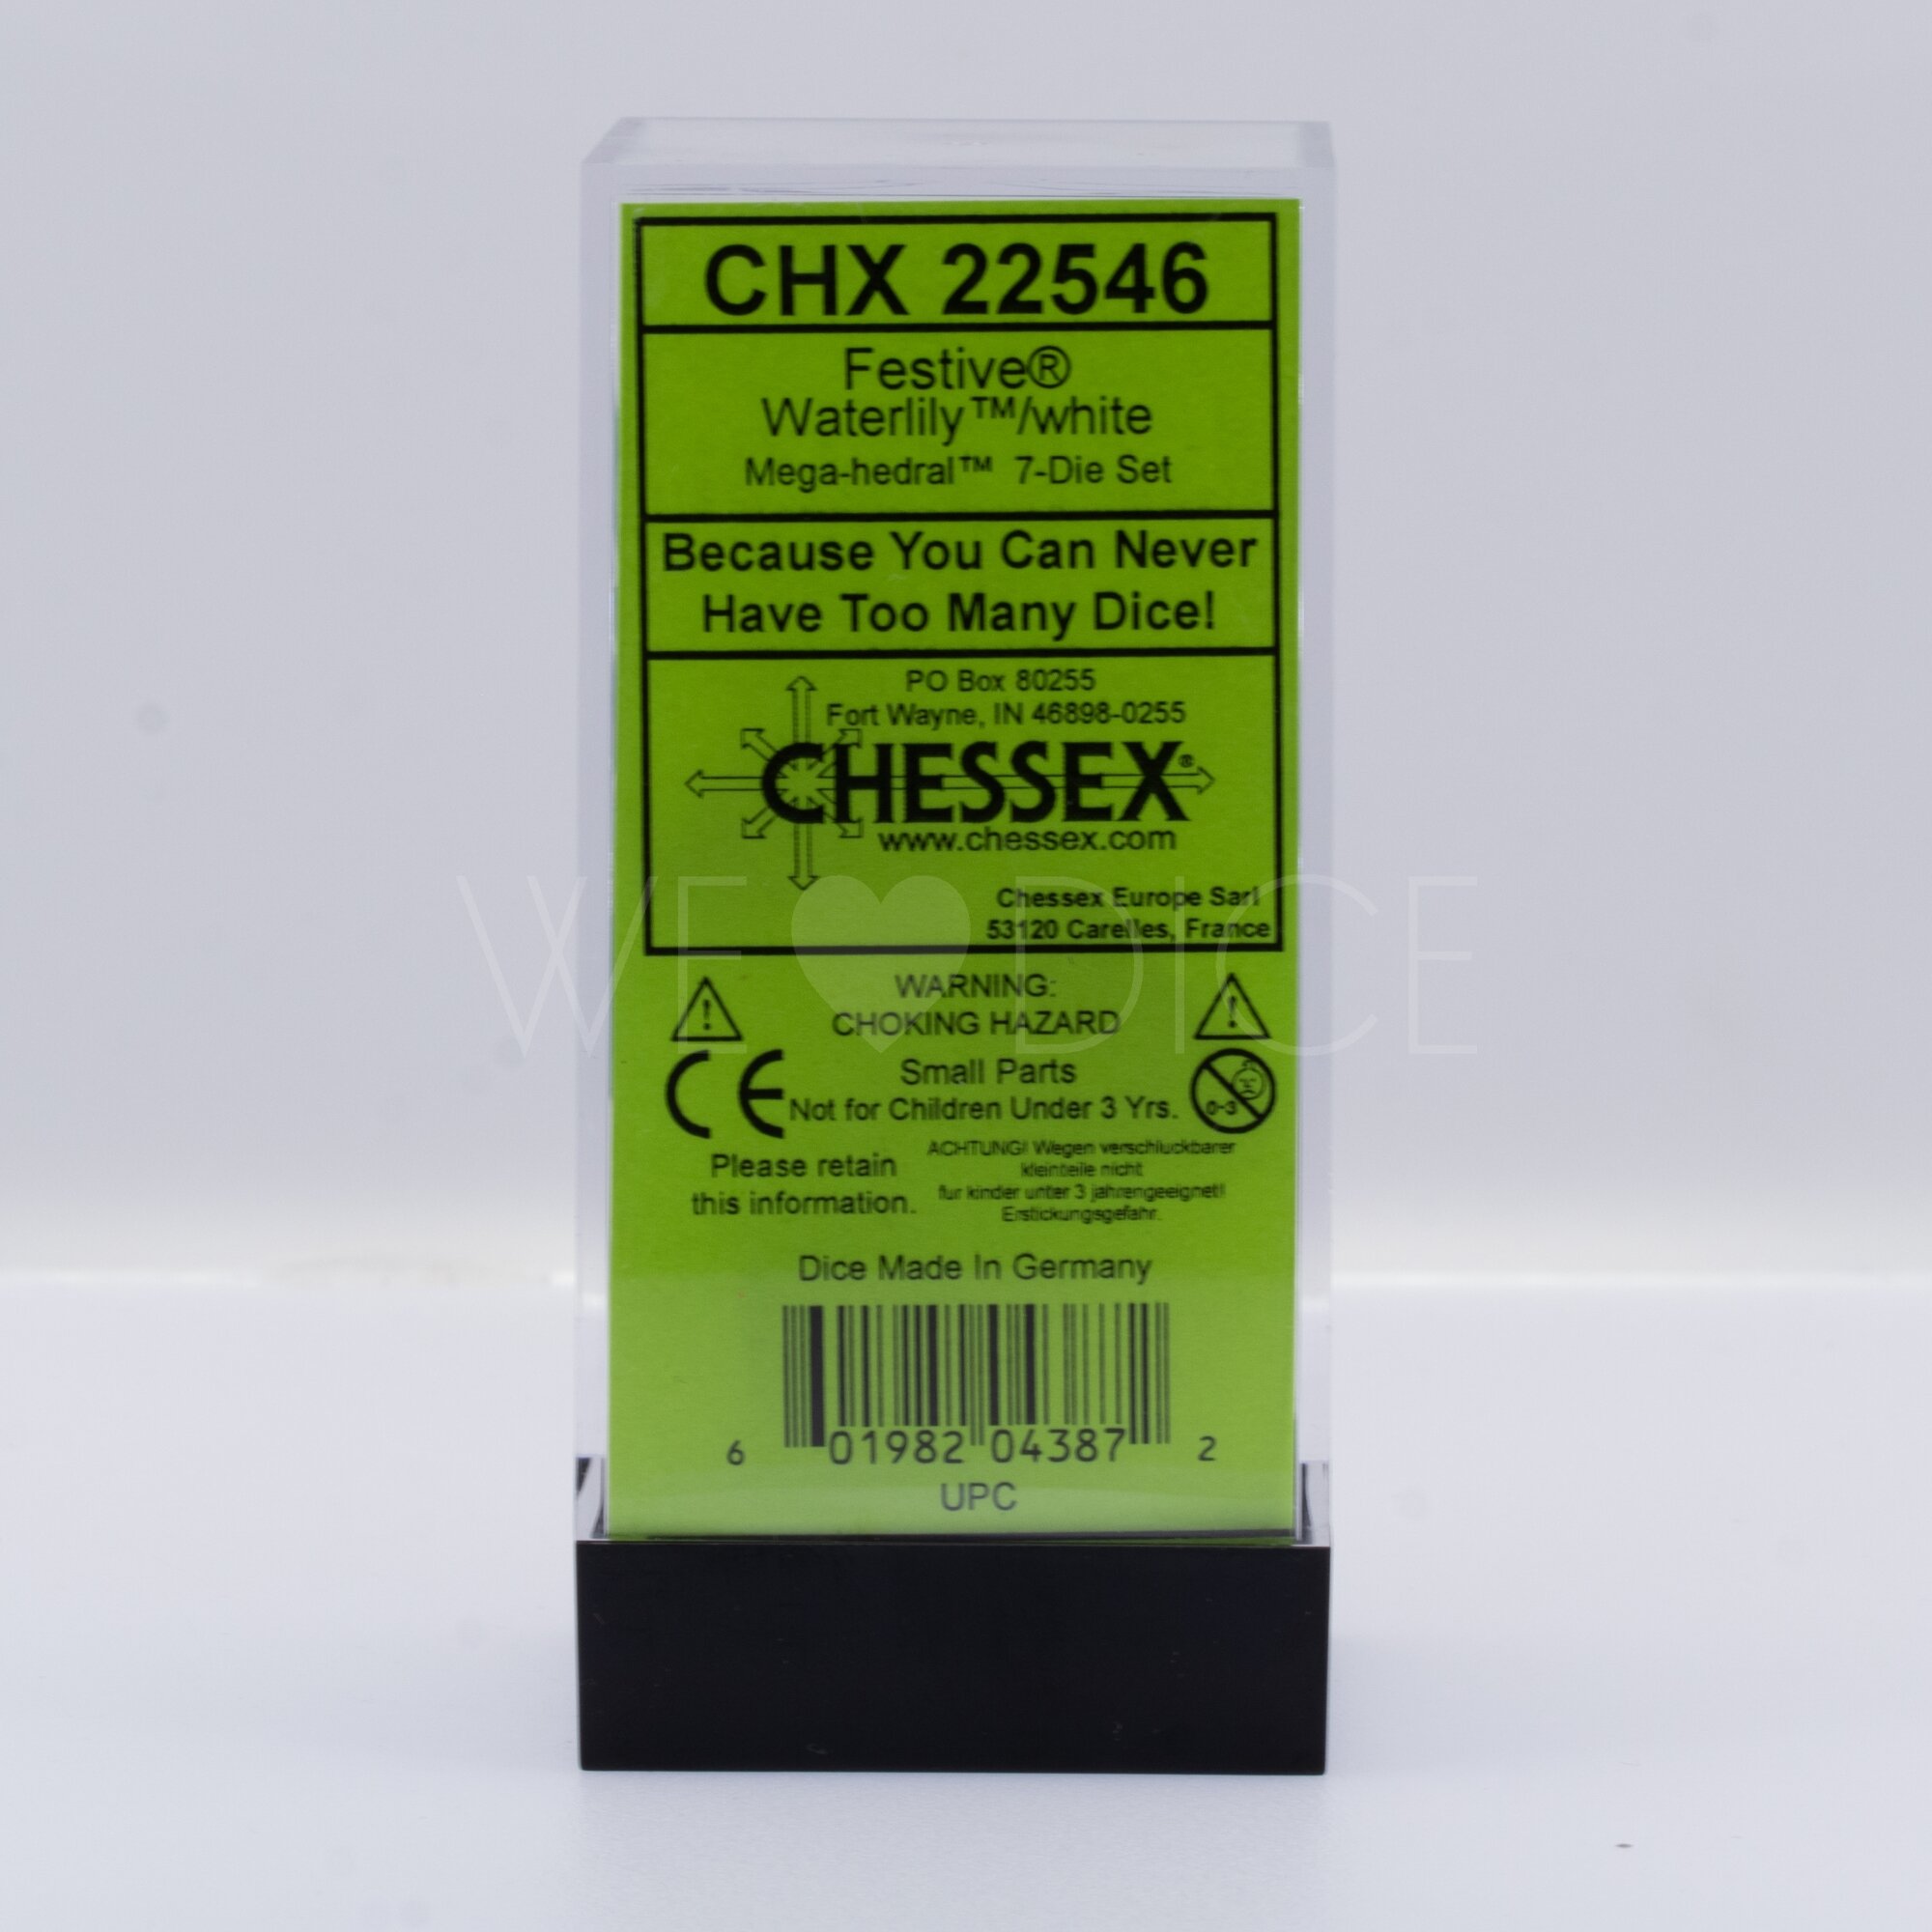 CHX 22546
Festive®
Waterlily™/white
Mega-hedral™ 7-Die Set
Because You Can Never
Have Too Many Dice!
PO Box 80255
Fort Wayne, IN 46898-0255
CHESSEX®
www.chessex.com
Chessex Europe Sarl
53120 Carelles, France
WE DICE
WARNING:
CHOKING HAZARD
Small Parts
Not for Children Under 3 Yrs.
CE
0-3
Please retain
this information.
ACHTUNG! Wegen verschluckbarer
kleinteile nicht
fur kinder unter 3 jahrengeeignet!
Erstickungsgefahr.
Dice Made In Germany
6 01982 04387 2
UPC